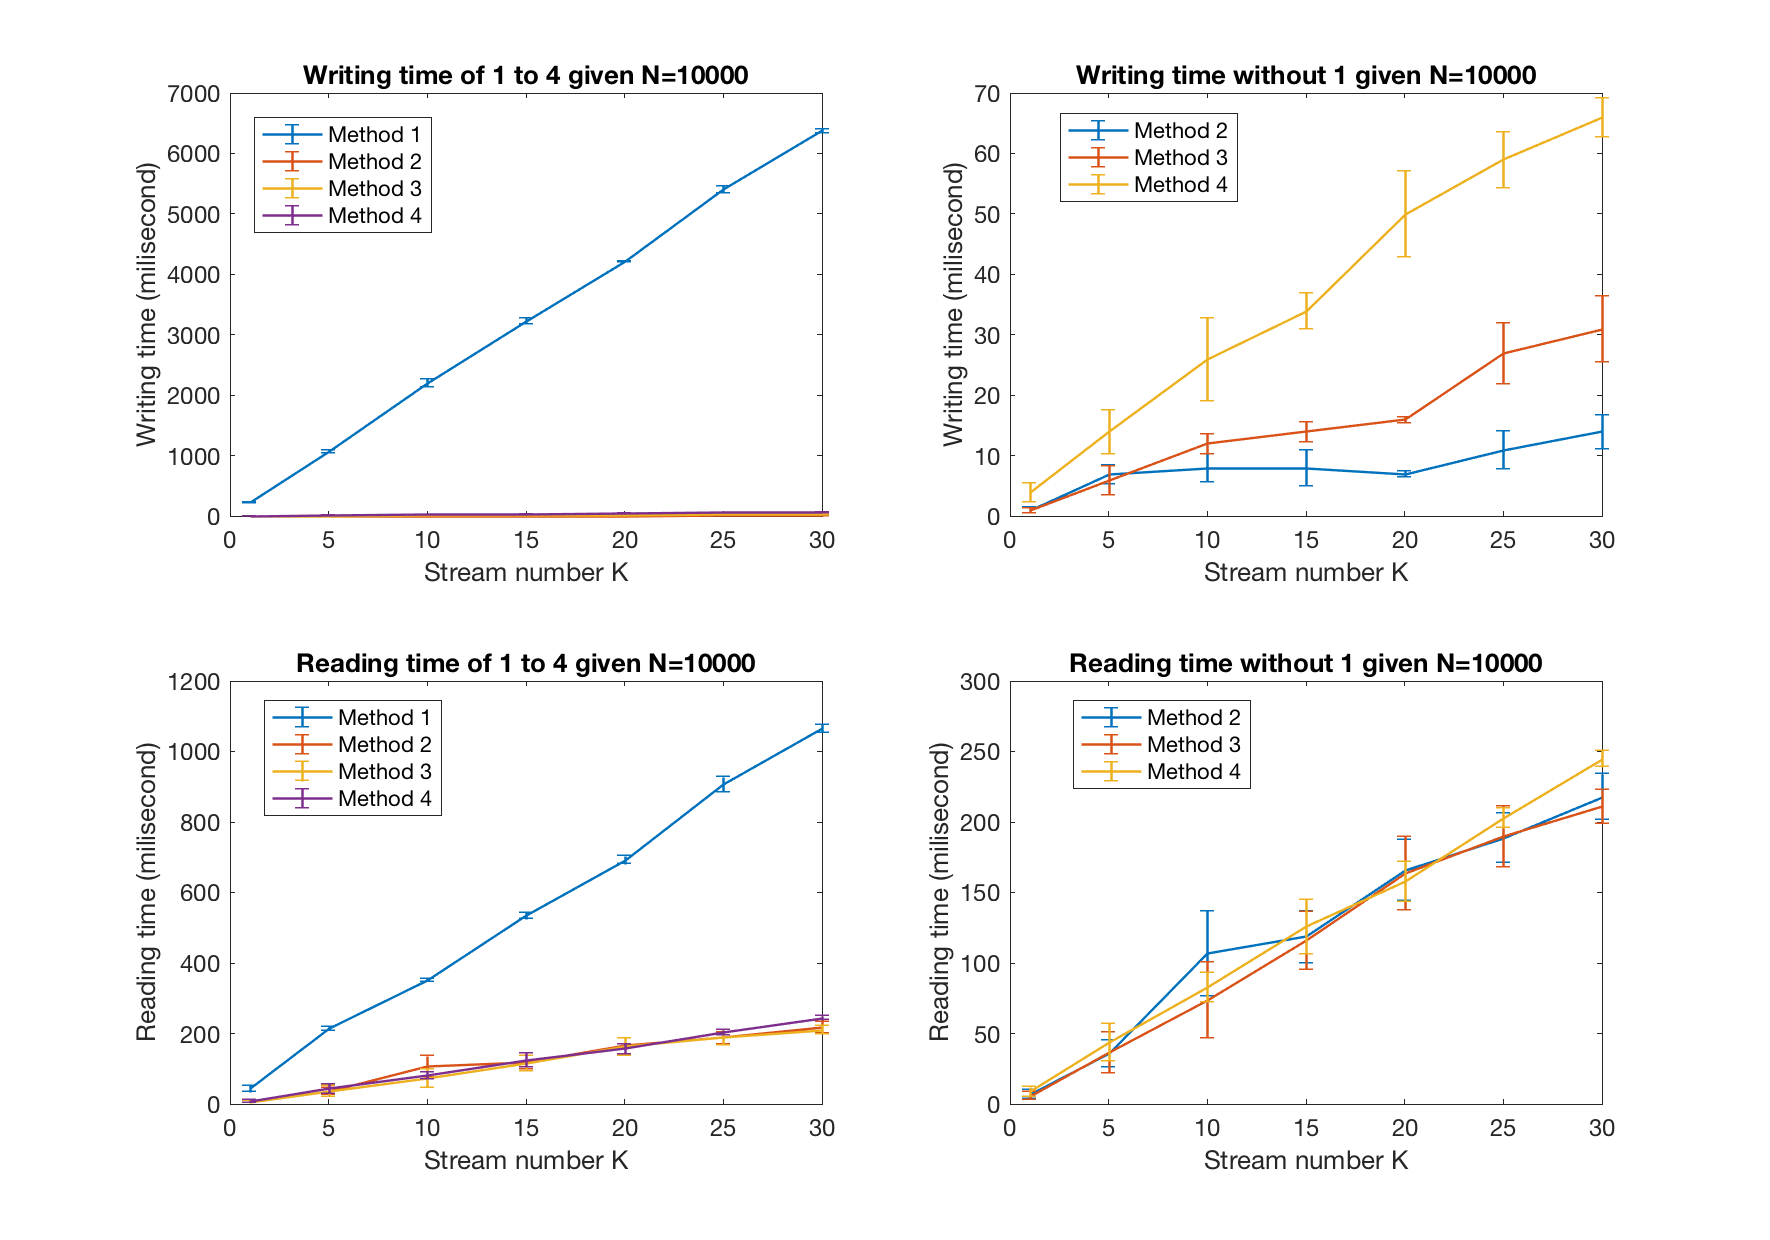 Writing time of 1 to 4 given N=10000
7000
6000
5000
4000
3000
2000
1000
0
Writing time (milisecond)
Method 1
Method 2
Method 3
Method 4
0 5 10 15 20 25 30
Stream number K
Writing time without 1 given N=10000
70
60
50
40
30
20
10
0
Writing time (milisecond)
Method 2
Method 3
Method 4
0 5 10 15 20 25 30
Stream number K
Reading time of 1 to 4 given N=10000
1200
1000
800
600
400
200
0
Reading time (milisecond)
Method 1
Method 2
Method 3
Method 4
0 5 10 15 20 25 30
Stream number K
Reading time without 1 given N=10000
300
250
200
150
100
50
0
Reading time (milisecond)
Method 2
Method 3
Method 4
0 5 10 15 20 25 30
Stream number K